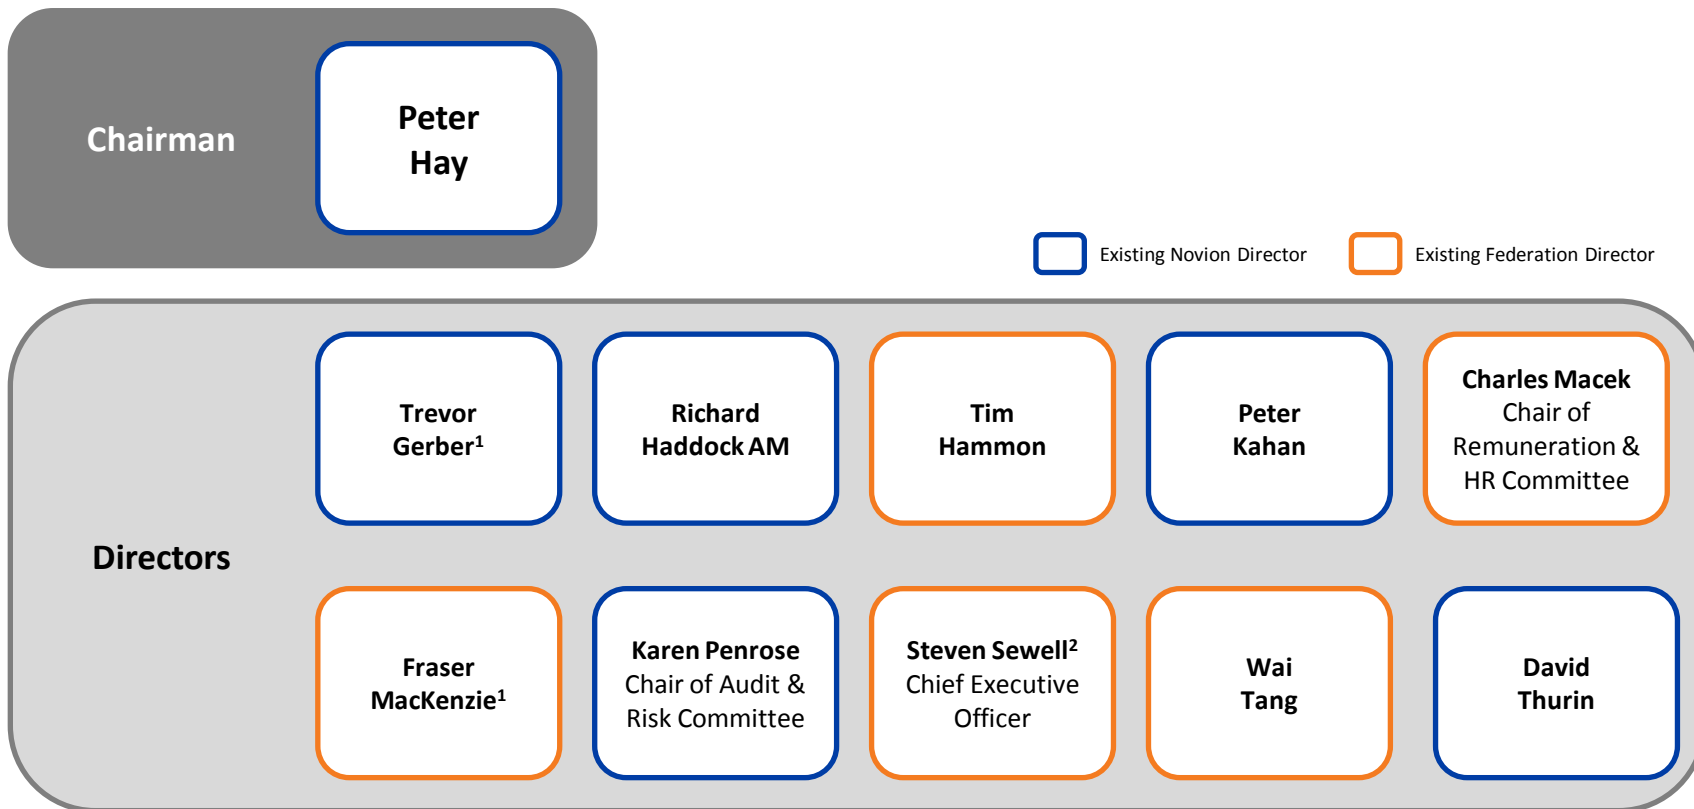 Chairman
Peter
Hay
Existing Novion Director
Existing Federation Director
Directors
Trevor
Gerber¹
Richard
Haddock AM
Tim
Hammon
Peter
Kahan
Charles Macek
Chair of
Remuneration &
HR Committee
Fraser
MacKenzie¹
Karen Penrose
Chair of Audit &
Risk Committee
Steven Sewell²
Chief Executive
Officer
Wai
Tang
David
Thurin